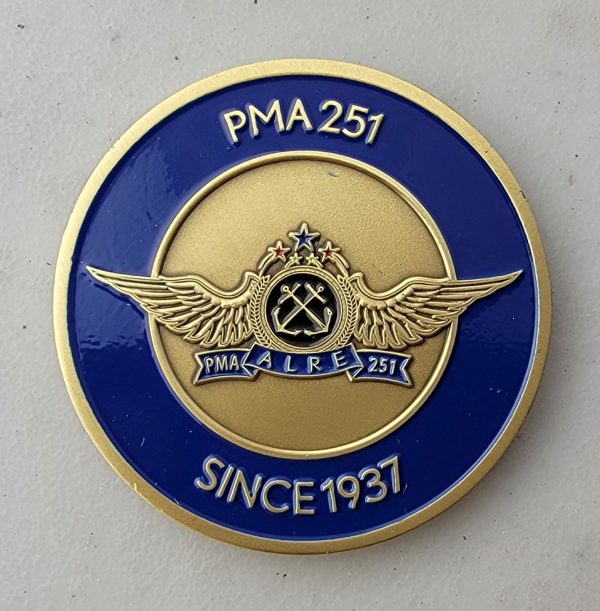 PMA 251
PMA ALRE 251
SINCE 1937